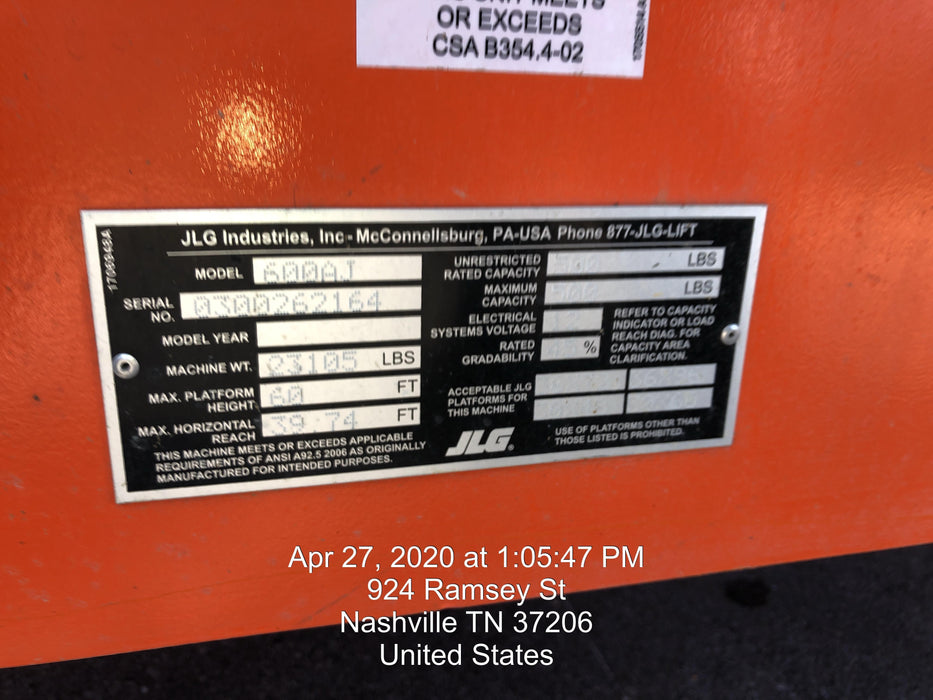 OR EXCEEDS
CSA B354,4-02
1706948A
JLG Industries, Inc - McConnellsburg, PA-USA Phone 877-JLG-LIFT
MODEL 600AJ
SERIAL NO. 0300262164
MODEL YEAR
MACHINE WT. 23105 LBS
MAX. PLATFORM HEIGHT 60 FT
MAX. HORIZONTAL REACH 39 74 FT
THIS MACHINE MEETS OR EXCEEDS APPLICABLE
REQUIREMENTS OF ANSI A92.5 2006 AS ORIGINALLY
MANUFACTURED FOR INTENDED PURPOSES.
UNRESTRICTED RATED CAPACITY LBS
MAXIMUM CAPACITY LBS
ELECTRICAL SYSTEMS VOLTAGE
RATED GRADABILITY %
REFER TO CAPACITY
INDICATOR OR LOAD
REACH DIAG. FOR
CAPACITY AREA
CLARIFICATION.
ACCEPTABLE JLG
PLATFORMS FOR
THIS MACHINE
JLG®
USE OF PLATFORMS OTHER THAN
THOSE LISTED IS PROHIBITED.
Apr 27, 2020 at 1:05:47 PM
924 Ramsey St
Nashville TN 37206
United States